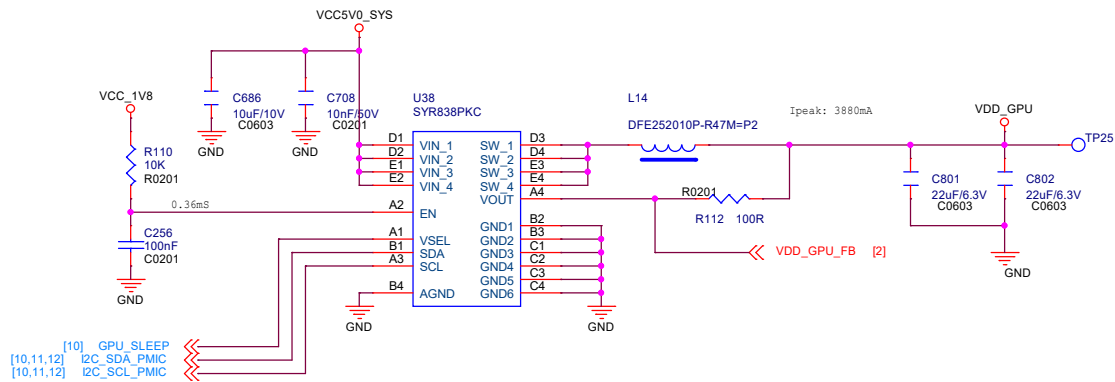 VCC5V0_SYS
VCC_1V8
C686
10uF/10V
C0603
GND
C708
10nF/50V
C0201
GND
U38
SYR838PKC
L14
DFE252010P-R47M=P2
Ipeak: 3880mA
VDD_GPU
TP25
R110
10K
R0201
D1 VIN_1 SW_1 D3
D2 VIN_2 SW_2 D4
E1 VIN_3 SW_3 E3
E2 VIN_4 SW_4 E4
VOUT A4
R0201
R112 100R
C801
22uF/6.3V
C0603
C802
22uF/6.3V
C0603
GND
0.36mS
A2 EN
C256
100nF
C0201
GND
GND1 B2
A1 VSEL GND2 B3
B1 SDA GND3 C1
A3 SCL GND4 C2
GND5 C3
B4 AGND GND6 C4
VDD_GPU_FB [2]
GND
GND
[10] GPU_SLEEP
[10,11,12] I2C_SDA_PMIC
[10,11,12] I2C_SCL_PMIC